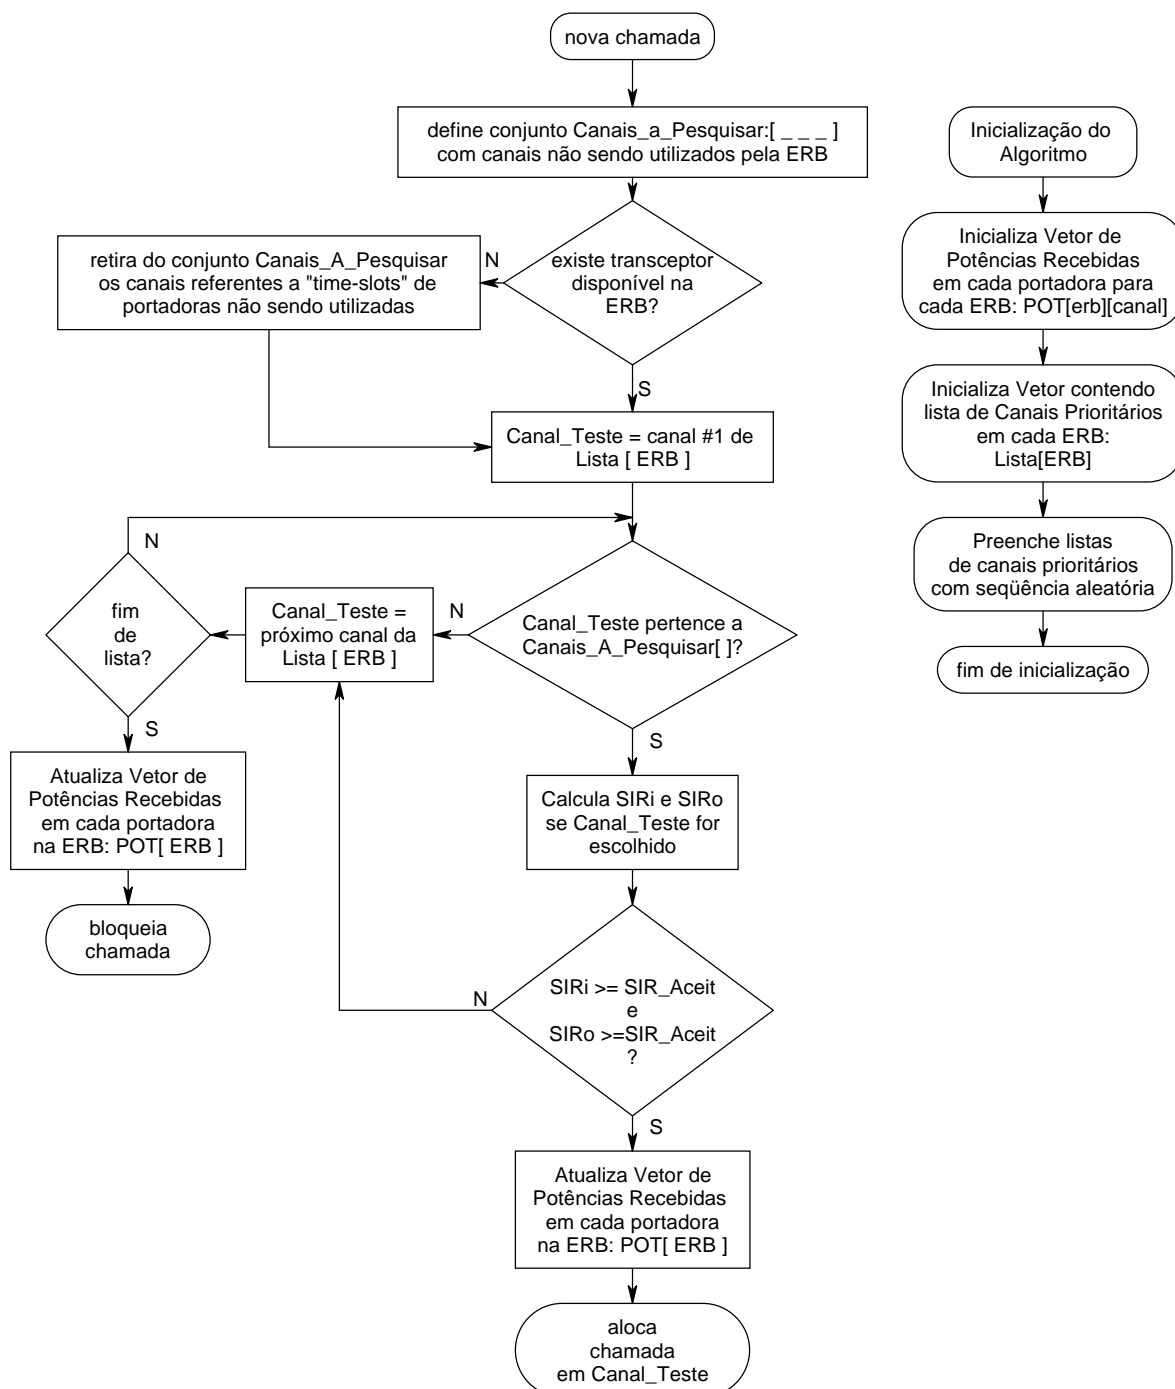 nova chamada
define conjunto Canais_a_Pesquisar:[ _ _ _ ]
com canais não sendo utilizados pela ERB
existe transceptor
disponível na
ERB?
N
retira do conjunto Canais_A_Pesquisar
os canais referentes a "time-slots" de
portadoras não sendo utilizadas
S
Canal_Teste = canal #1 de
Lista [ ERB ]
Canal_Teste pertence a
Canais_A_Pesquisar[ ]?
N
Canal_Teste =
próximo canal da
Lista [ ERB ]
fim
de
lista?
N
S
Atualiza Vetor de
Potências Recebidas
em cada portadora
na ERB: POT[ ERB ]
bloqueia
chamada
S
Calcula SIRi e SIRo
se Canal_Teste for
escolhido
SIRi >= SIR_Aceit
e
SIRo >=SIR_Aceit
?
N
S
Atualiza Vetor de
Potências Recebidas
em cada portadora
na ERB: POT[ ERB ]
aloca
chamada
em Canal_Teste
Inicialização do
Algoritmo
Inicializa Vetor de
Potências Recebidas
em cada portadora para
cada ERB: POT[erb][canal]
Inicializa Vetor contendo
lista de Canais Prioritários
em cada ERB:
Lista[ERB]
Preenche listas
de canais prioritários
com seqüência aleatória
fim de inicialização